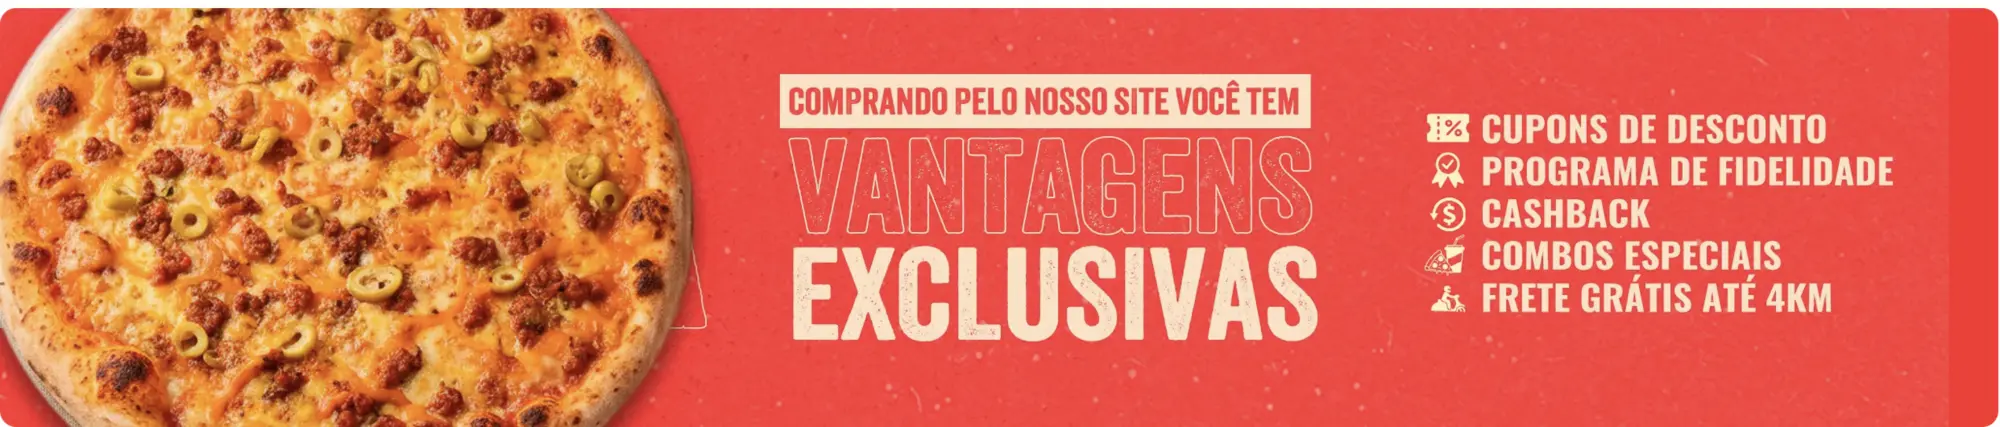 COMPRANDO PELO NOSSO SITE VOCÊ TEM
VANTAGENS
EXCLUSIVAS
CUPONS DE DESCONTO
PROGRAMA DE FIDELIDADE
CASHBACK
COMBOS ESPECIAIS
FRETE GRÁTIS ATÉ 4KM